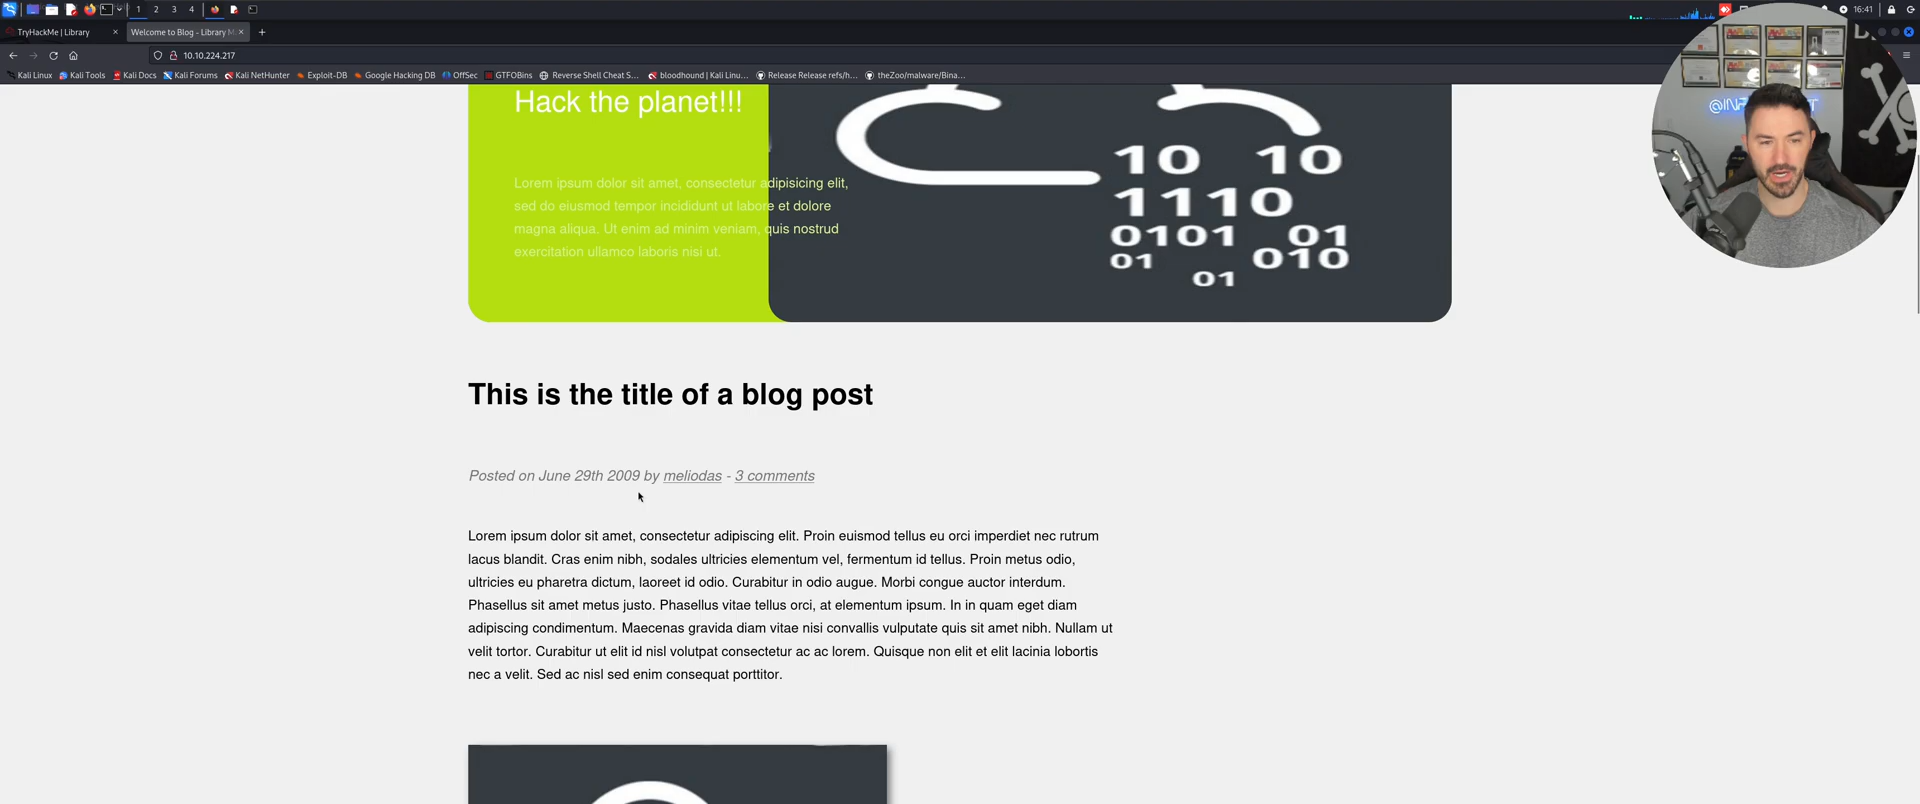 16:41
TryHackMe | Library
Welcome to Blog - Library M
10.10.224.217
Kali Linux Kali Tools Kali Docs Kali Forums Kali NetHunter Exploit-DB Google Hacking DB OffSec GTFOBins Reverse Shell Cheat S... bloodhound | Kali Linu... Release Release refs/h... theZoo/malware/Bina...
Hack the planet!!!
Lorem ipsum dolor sit amet, consectetur adipisicing elit,
sed do eiusmod tempor incididunt ut labore et dolore
magna aliqua. Ut enim ad minim veniam, quis nostrud
exercitation ullamco laboris nisi ut.
10 10
1110
0101 01
01 010
01
This is the title of a blog post
Posted on June 29th 2009 by meliodas - 3 comments
Lorem ipsum dolor sit amet, consectetur adipiscing elit. Proin euismod tellus eu orci imperdiet nec rutrum
lacus blandit. Cras enim nibh, sodales ultricies elementum vel, fermentum id tellus. Proin metus odio,
ultricies eu pharetra dictum, laoreet id odio. Curabitur in odio augue. Morbi congue auctor interdum.
Phasellus sit amet metus justo. Phasellus vitae tellus orci, at elementum ipsum. In in quam eget diam
adipiscing condimentum. Maecenas gravida diam vitae nisi convallis vulputate quis sit amet nibh. Nullam ut
velit tortor. Curabitur ut elit id nisl volutpat consectetur ac ac lorem. Quisque non elit et elit lacinia lobortis
nec a velit. Sed ac nisl sed enim consequat porttitor.